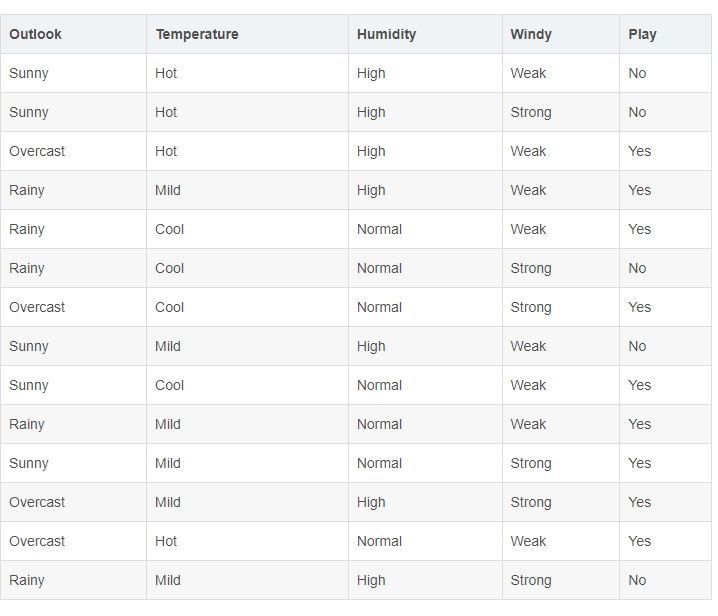 Outlook Temperature Humidity Windy Play
Sunny Hot High Weak No
Sunny Hot High Strong No
Overcast Hot High Weak Yes
Rainy Mild High Weak Yes
Rainy Cool Normal Weak Yes
Rainy Cool Normal Strong No
Overcast Cool Normal Strong Yes
Sunny Mild High Weak No
Sunny Cool Normal Weak Yes
Rainy Mild Normal Weak Yes
Sunny Mild Normal Strong Yes
Overcast Mild High Strong Yes
Overcast Hot Normal Weak Yes
Rainy Mild High Strong No